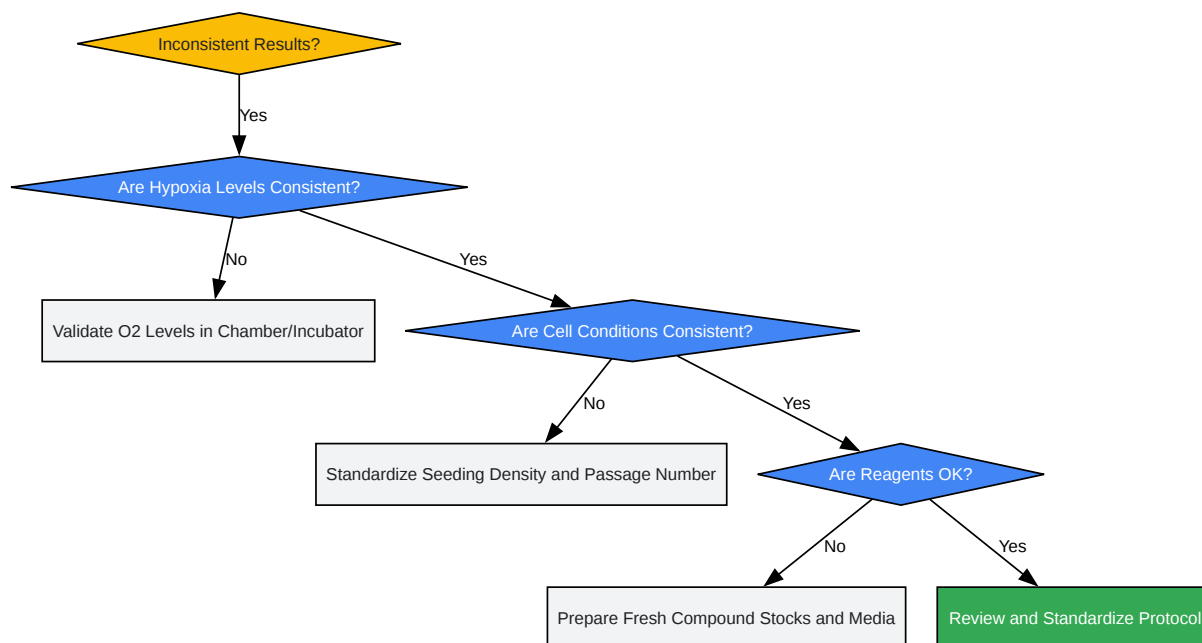 Inconsistent Results?
Yes
Are Hypoxia Levels Consistent?
No
Yes
Validate O2 Levels in Chamber/Incubator
Are Cell Conditions Consistent?
No
Yes
Standardize Seeding Density and Passage Number
Are Reagents OK?
No
Yes
Prepare Fresh Compound Stocks and Media
Review and Standardize Protocol